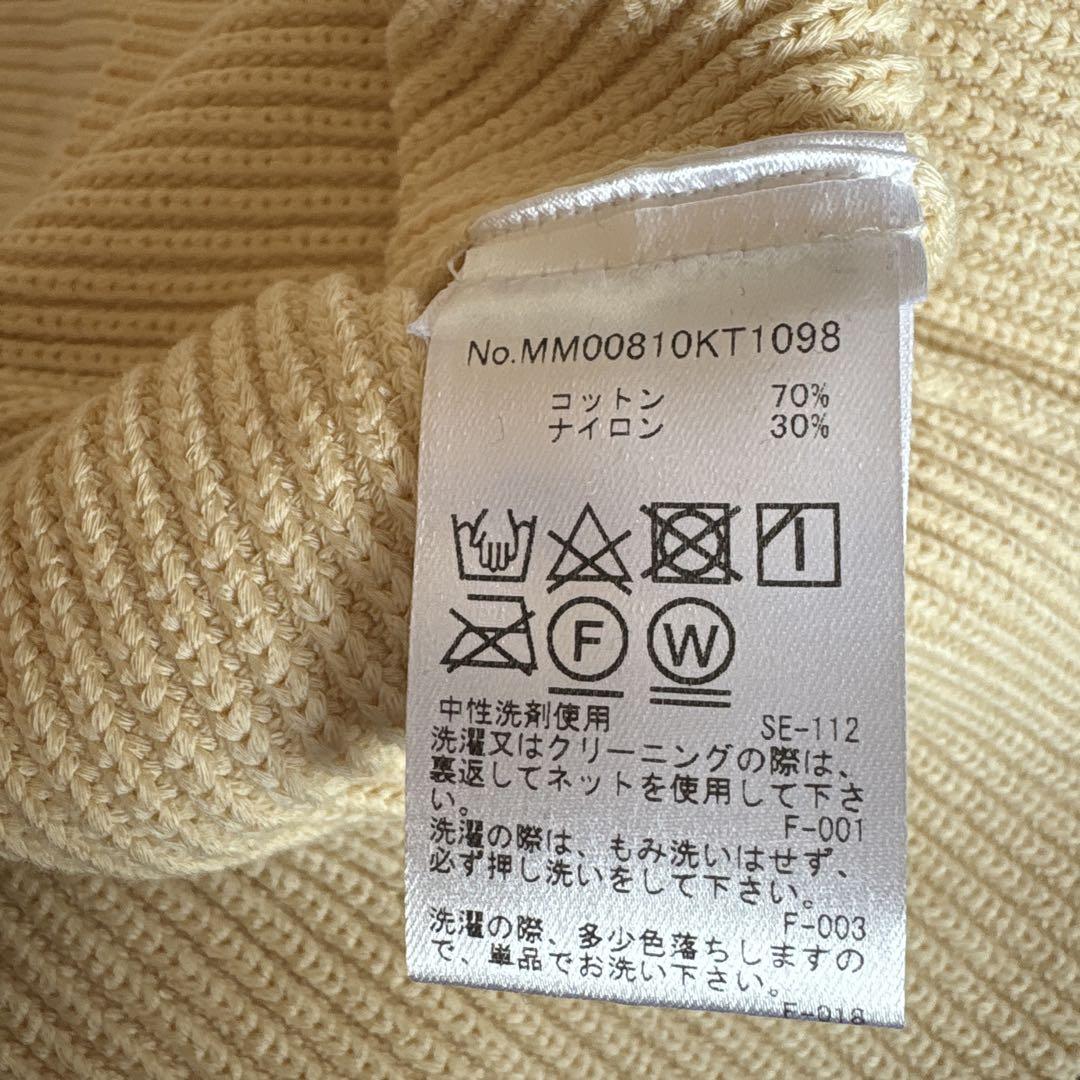 No.MM00810KT1098
コットン 70%
ナイロン 30%
F W
中性洗剤使用 SE-112
洗濯又はクリーニングの際は、
裏返してネットを使用して下さ
い。 F-001
洗濯の際は、もみ洗いはせず、
必ず押し洗いをして下さい。
F-003
洗濯の際、多少色落ちしますの
で、単品でお洗い下さい。
F-018